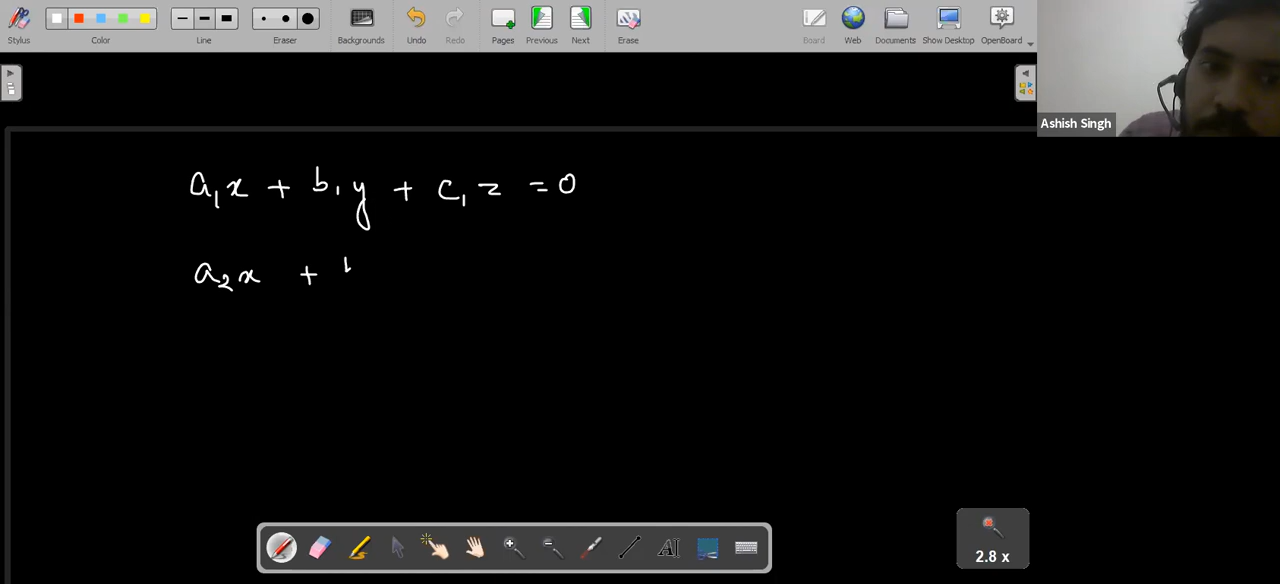 Stylus Color Line Eraser Backgrounds Undo Redo Pages Previous Next Erase Board Web Documents Show Desktop OpenBoard
Ashish Singh
a₁x + b₁y + c₁z = 0
a₂x +
AI
2.8 x